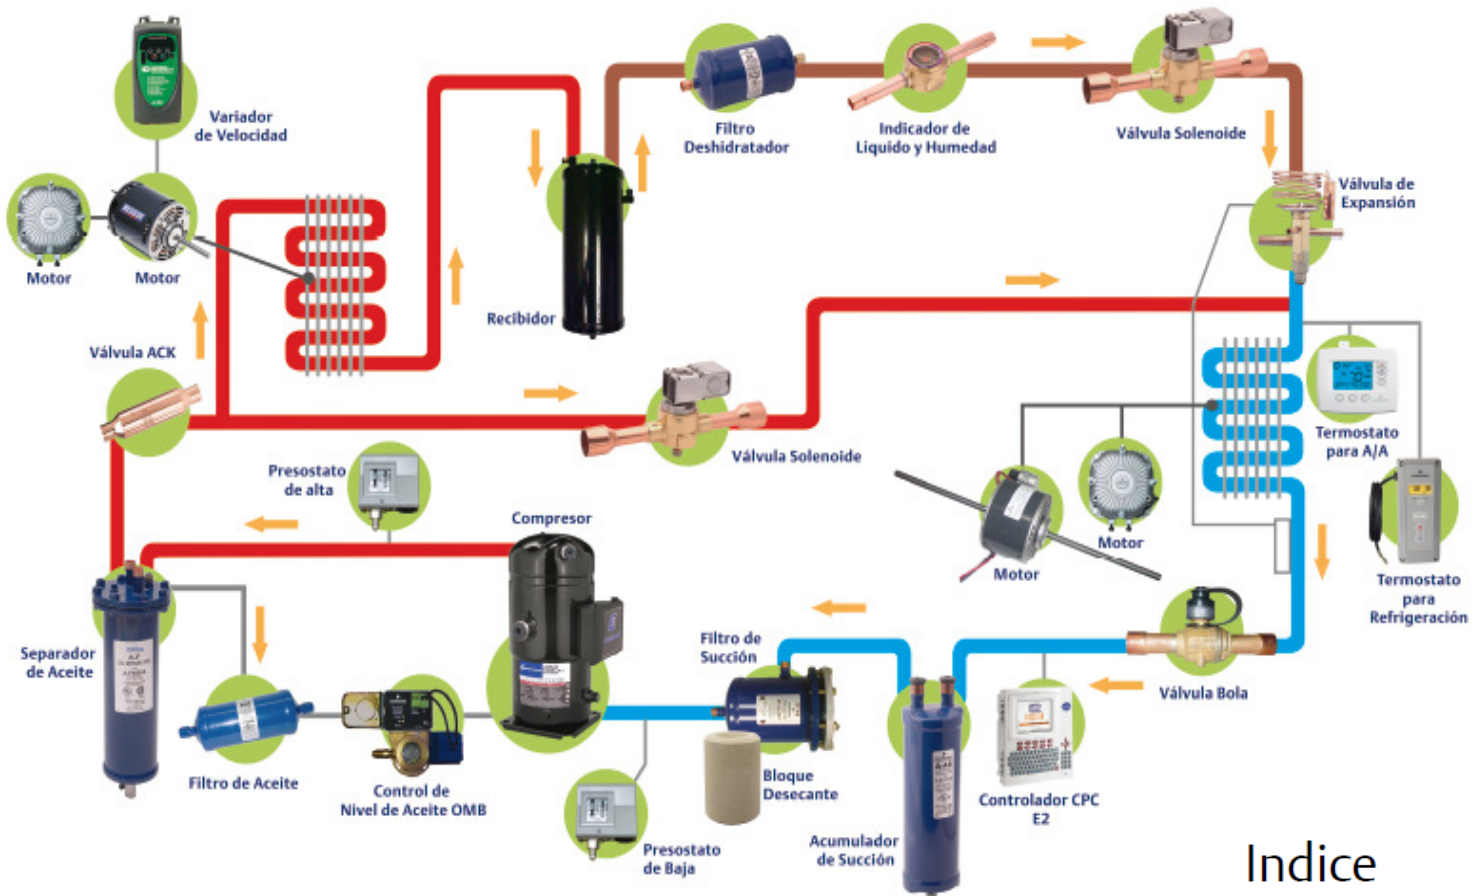 Variador
de Velocidad
Motor
Motor
Filtro
Deshidratador
Indicador de
Líquido y Humedad
Válvula Solenoide
Válvula de
Expansión
Recibidor
Válvula ACK
Válvula Solenoide
Termostato
para A/A
Presostato
de alta
Compresor
Motor
Motor
Termostato
para
Refrigeración
Separador
de Aceite
Filtro de
Succión
Válvula Bola
Filtro de Aceite
Control de
Nivel de Aceite OMB
Bloque
Desecante
Controlador CPC
E2
Presostato
de Baja
Acumulador
de Succión
Indice